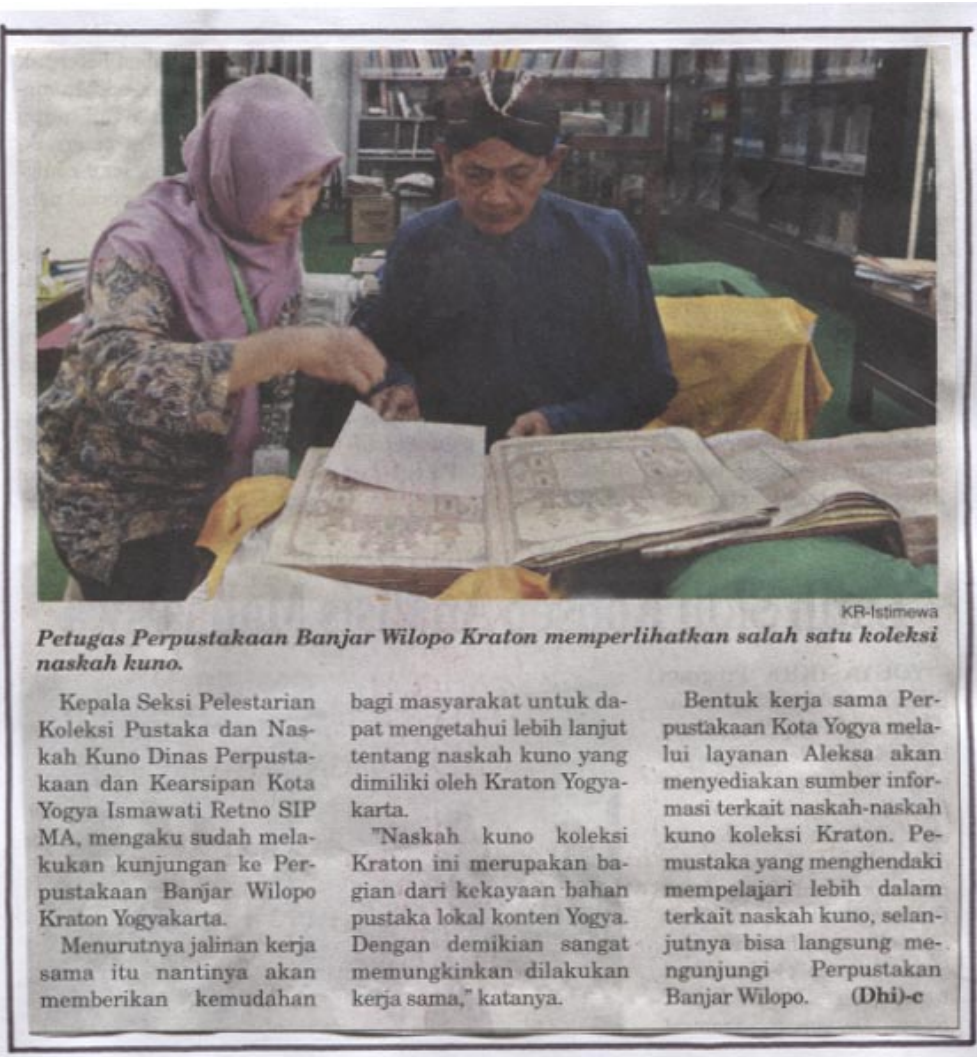 KR-Istimewa
Petugas Perpustakaan Banjar Wilopo Kraton memperlihatkan salah satu koleksi
naskah kuno.
Kepala Seksi Pelestarian
Koleksi Pustaka dan Nas-
kah Kuno Dinas Perpusta-
kaan dan Kearsipan Kota
Yogya Ismawati Retno SIP
MA, mengaku sudah mela-
kukan kunjungan ke Per-
pustakaan Banjar Wilopo
Kraton Yogyakarta.
Menurutnya jalinan kerja
sama itu nantinya akan
memberikan kemudahan
bagi masyarakat untuk da-
pat mengetahui lebih lanjut
tentang naskah kuno yang
dimiliki oleh Kraton Yogya-
karta.
"Naskah kuno koleksi
Kraton ini merupakan ba-
gian dari kekayaan bahan
pustaka lokal konten Yogya.
Dengan demikian sangat
memungkinkan dilakukan
kerja sama," katanya.
Bentuk kerja sama Per-
pustakaan Kota Yogya mela-
lui layanan Aleksa akan
menyediakan sumber infor-
masi terkait naskah-naskah
kuno koleksi Kraton. Pe-
mustaka yang menghendaki
mempelajari lebih dalam
terkait naskah kuno, selan-
jutnya bisa langsung me-
ngunjungi Perpustakan
Banjar Wilopo. (Dhi)-c